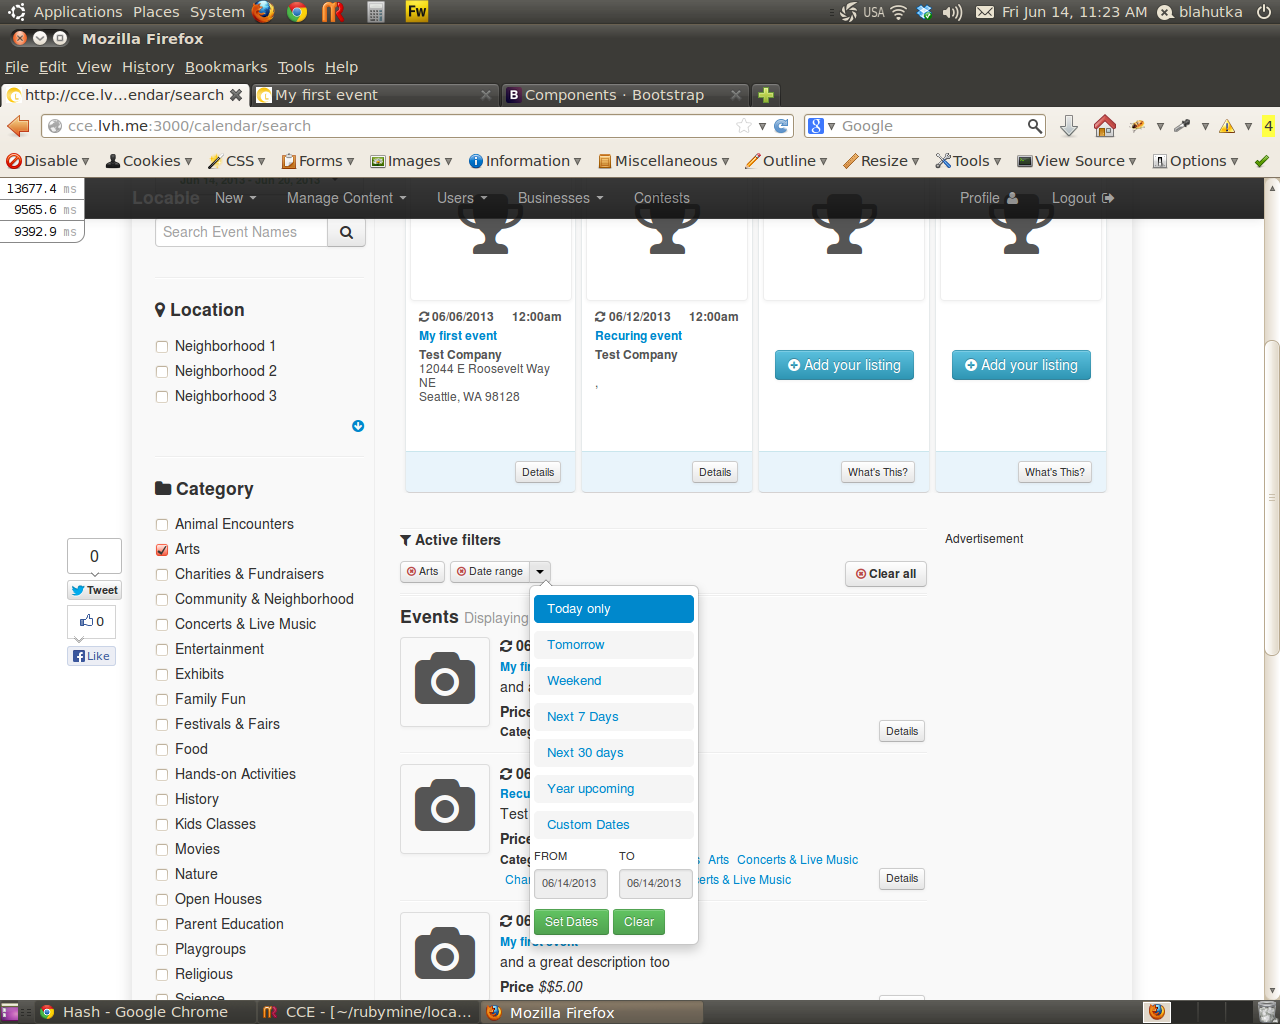 Applications Places System Fw USA Fri Jun 14, 11:23 AM blahutka
Mozilla Firefox
File Edit View History Bookmarks Tools Help
http://cce.lv...endar/search My first event B Components · Bootstrap
cce.lvh.me:3000/calendar/search Google 4
Disable Cookies CSS Forms Images Information Miscellaneous Outline Resize Tools View Source Options
13677.4 ms
9565.6 ms
9392.9 ms
Locable New Manage Content Users Businesses Contests Profile Logout
Search Event Names
Location
Neighborhood 1
Neighborhood 2
Neighborhood 3
Category
Animal Encounters
Arts
Charities & Fundraisers
Community & Neighborhood
Concerts & Live Music
Entertainment
Exhibits
Family Fun
Festivals & Fairs
Food
Hands-on Activities
History
Kids Classes
Movies
Nature
Open Houses
Parent Education
Playgroups
Religious
Science
0
Tweet
0
Like
06/06/2013 12:00am
My first event
Test Company
12044 E Roosevelt Way
NE
Seattle, WA 98128
Details
06/12/2013 12:00am
Recuring event
Test Company
,
Details
Add your listing
What's This?
Add your listing
What's This?
Active filters
Arts Date range Clear all
Advertisement
Events Displaying
06
My fir
and a
Price
Categ
Details
06
Recu
Test
Price
Categ s Arts Concerts & Live Music
Char certs & Live Music
Details
06
My first event
and a great description too
Price $$5.00
Today only
Tomorrow
Weekend
Next 7 Days
Next 30 days
Year upcoming
Custom Dates
FROM TO
06/14/2013 06/14/2013
Set Dates Clear
Hash - Google Chrome CCE - [~/rubymine/loca... Mozilla Firefox